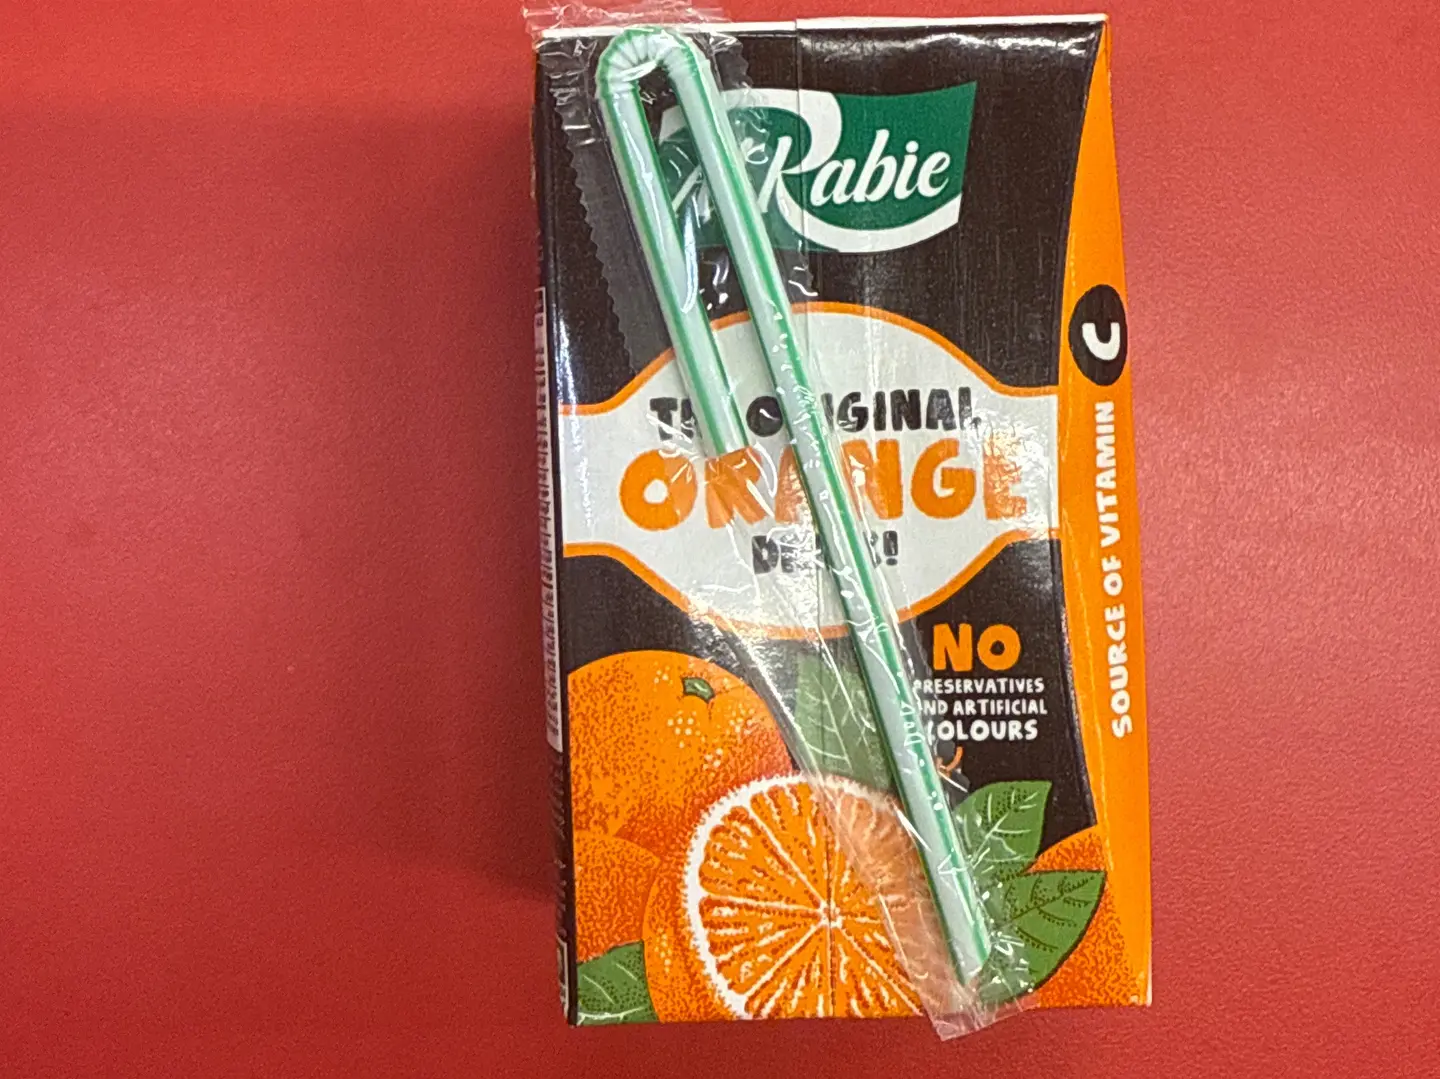 Rabie
ORIGINAL
ORANGE
NO
PRESERVATIVES
AND ARTIFICIAL
COLOURS
SOURCE OF VITAMIN C